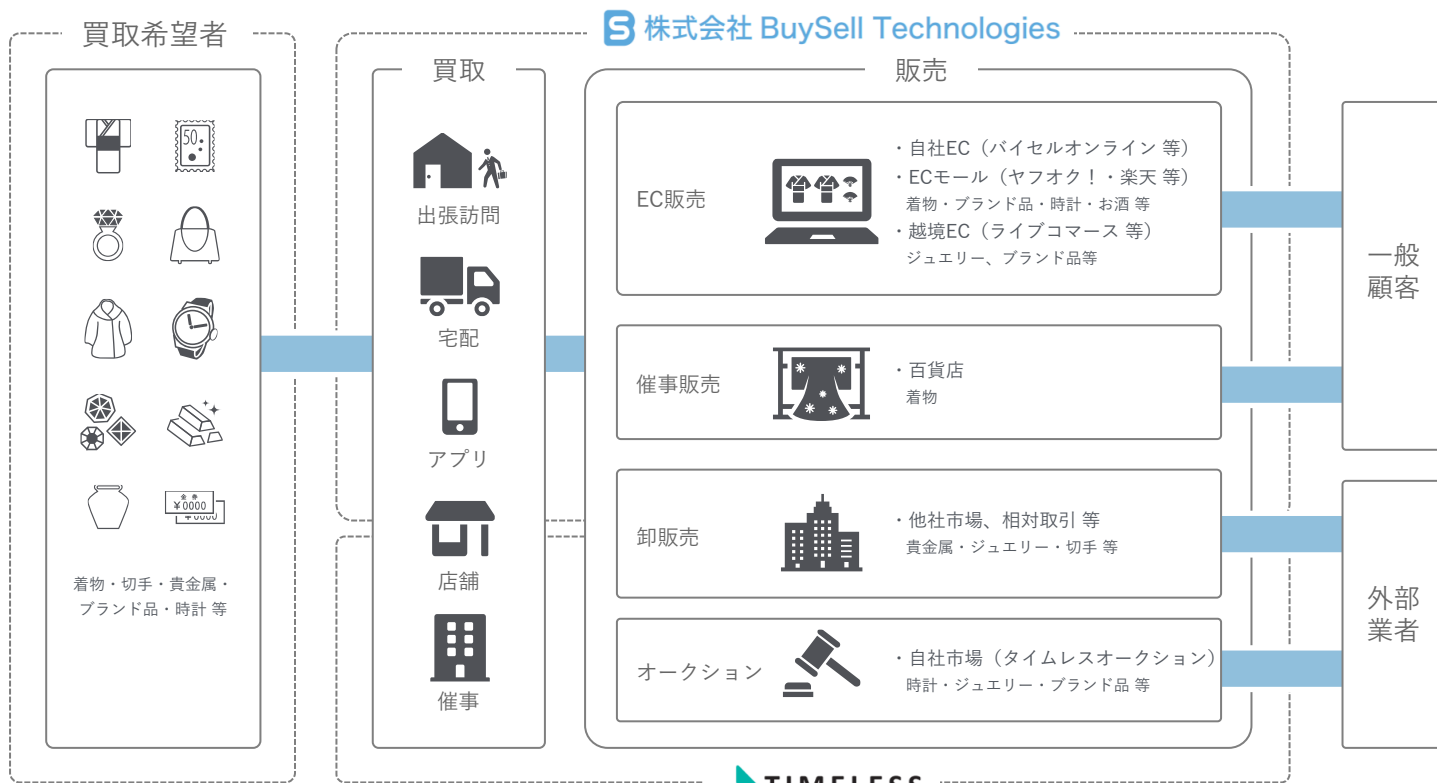 株式会社 BuySell Technologies
買取希望者
50
金券
¥0000
¥0000
着物・切手・貴金属・
ブランド品・時計 等
買取
出張訪問
宅配
アプリ
店舗
催事
販売
EC販売
・自社EC（バイセルオンライン 等）
・ECモール（ヤフオク！・楽天 等）
着物・ブランド品・時計・お酒 等
・越境EC（ライブコマース 等）
ジュエリー、ブランド品等
催事販売
・百貨店
着物
卸販売
・他社市場、相対取引 等
貴金属・ジュエリー・切手 等
オークション
・自社市場（タイムレスオークション）
時計・ジュエリー・ブランド品 等
一般
顧客
外部
業者
TIMELESS